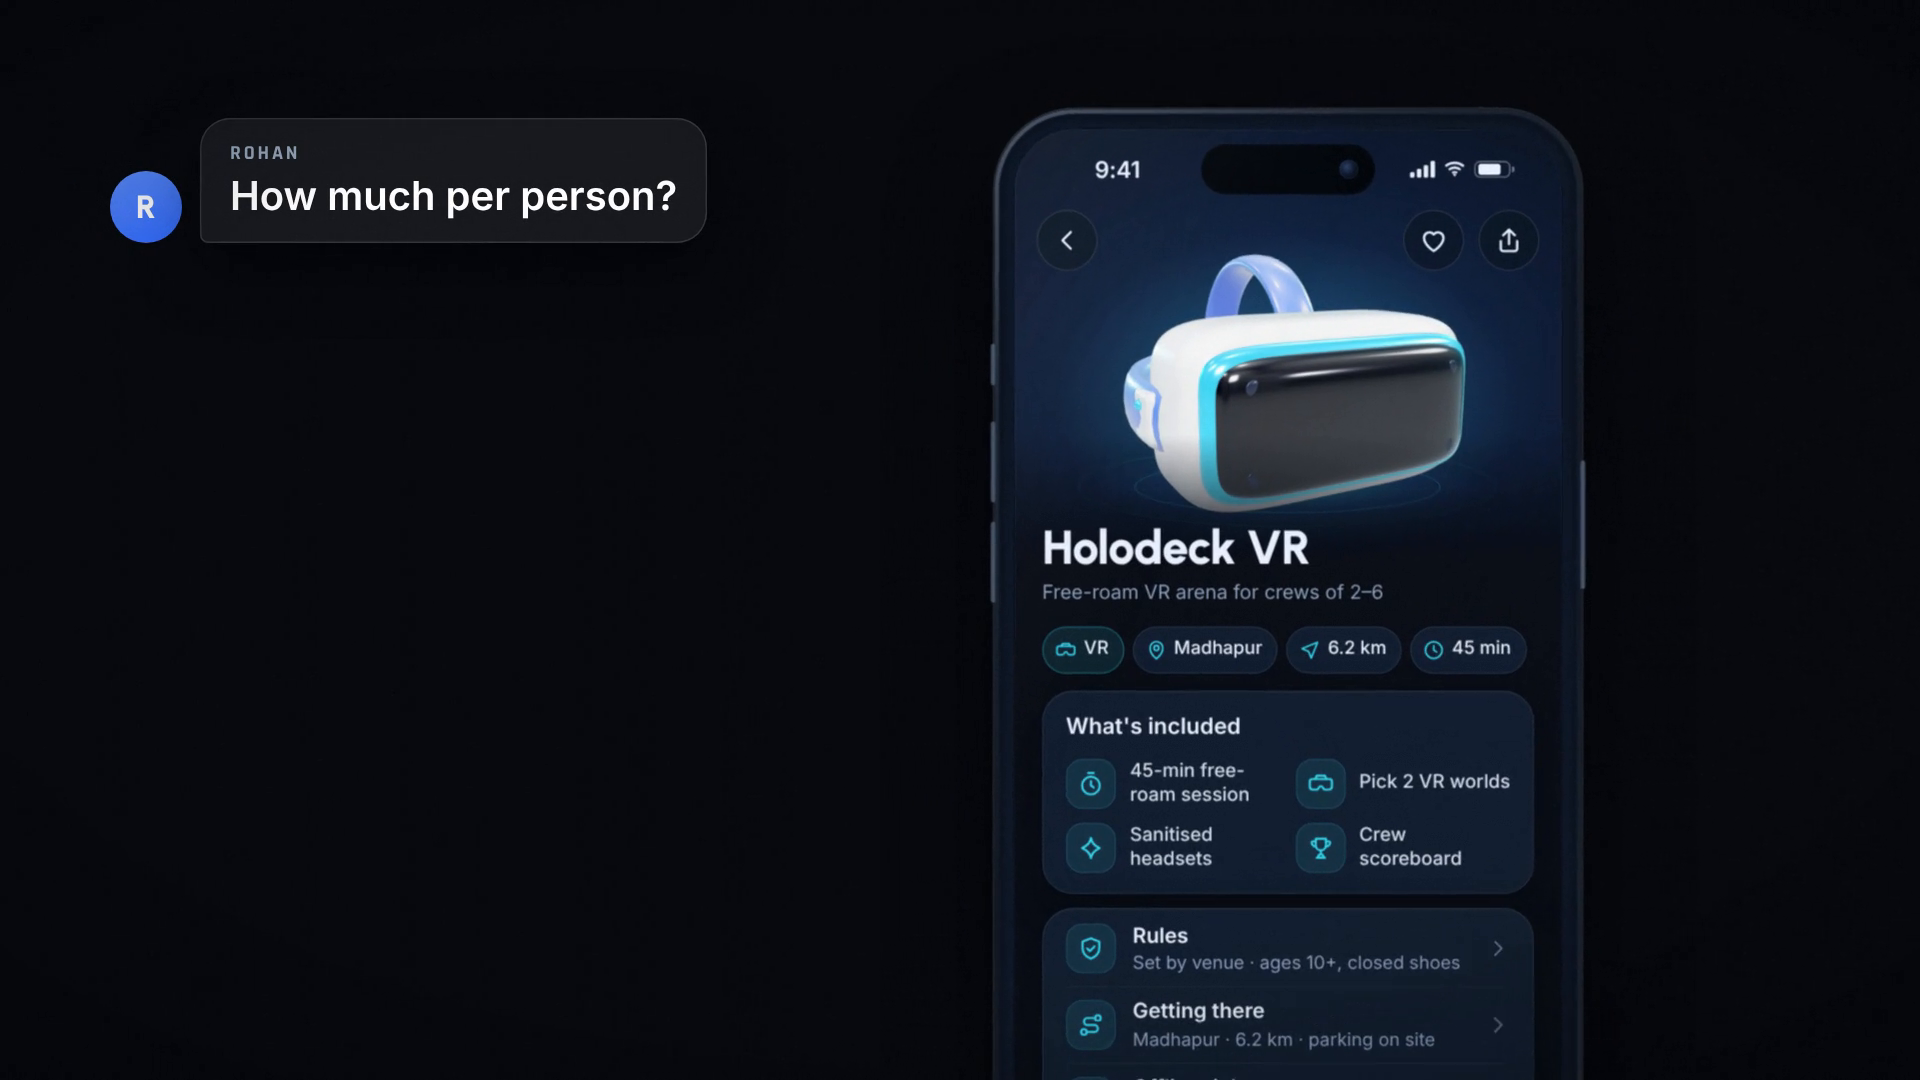 ROHAN
R
How much per person?
9:41
Holodeck VR
Free-roam VR arena for crews of 2–6
VR
Madhapur
6.2 km
45 min
What's included
45-min free-
roam session
Pick 2 VR worlds
Sanitised
headsets
Crew
scoreboard
Rules
Set by venue · ages 10+, closed shoes
Getting there
Madhapur · 6.2 km · parking on site